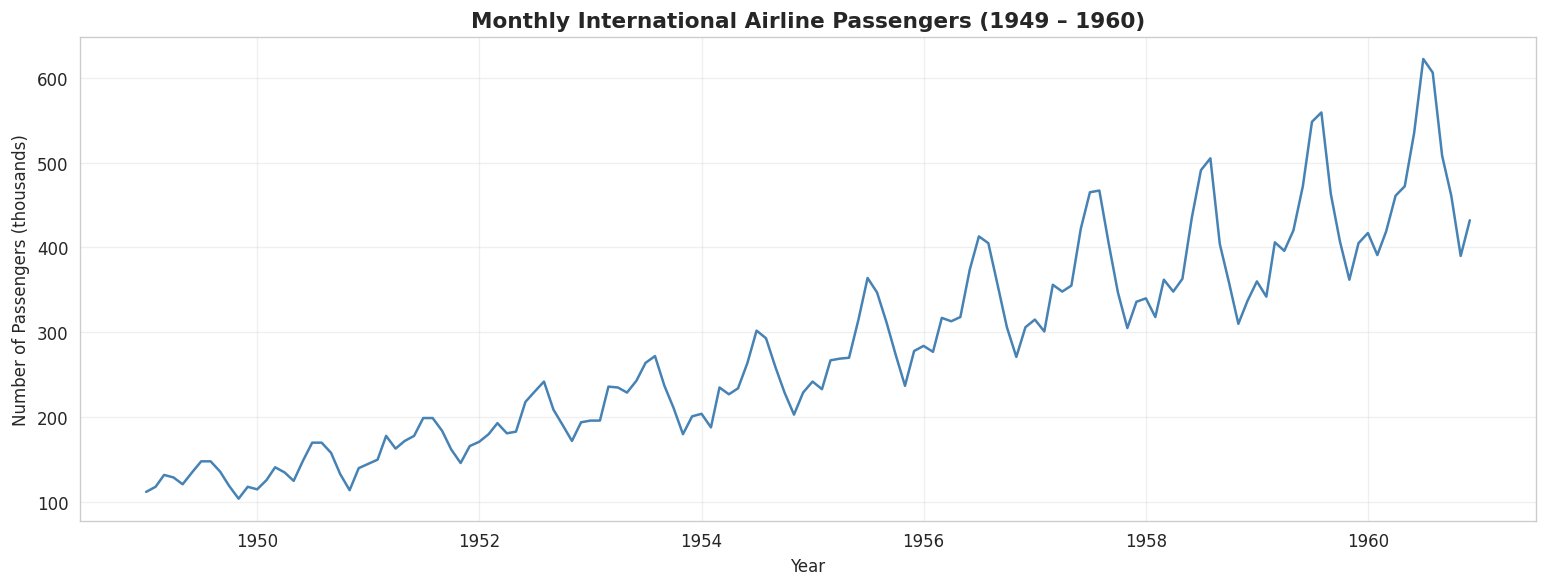 Monthly International Airline Passengers (1949 – 1960)
Number of Passengers (thousands)
600
500
400
300
200
100
1950 1952 1954 1956 1958 1960
Year